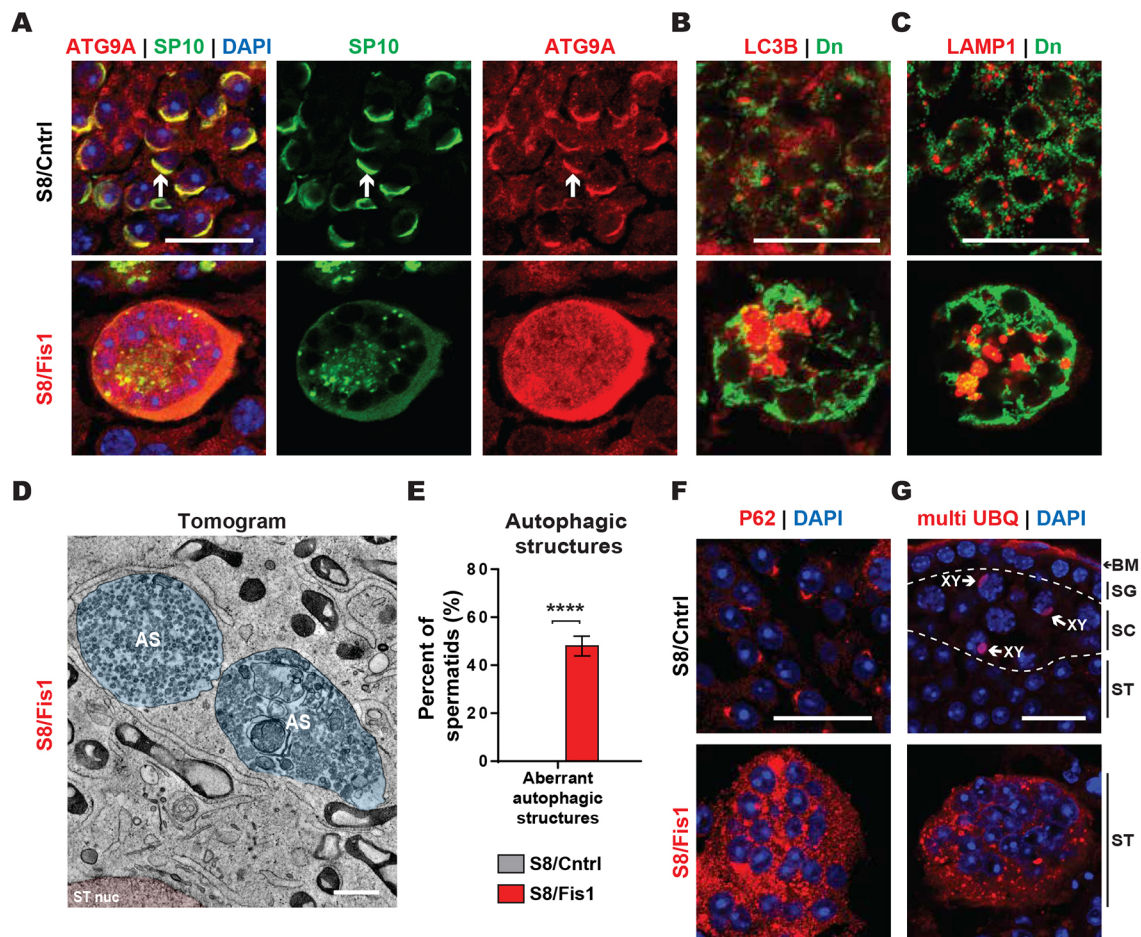 A
ATG9A | SP10 | DAPI
SP10
ATG9A
B
LC3B | Dn
C
LAMP1 | Dn
S8/Cntrl
S8/Fis1
D
Tomogram
S8/Fis1
AS
AS
ST nuc
E
Autophagic
structures
Percent of
spermatids (%)
80
60
40
20
0
****
Aberrant
autophagic
structures
S8/Cntrl
S8/Fis1
F
P62 | DAPI
G
multi UBQ | DAPI
S8/Cntrl
S8/Fis1
XY
XY
XY
BM
SG
SC
ST
ST